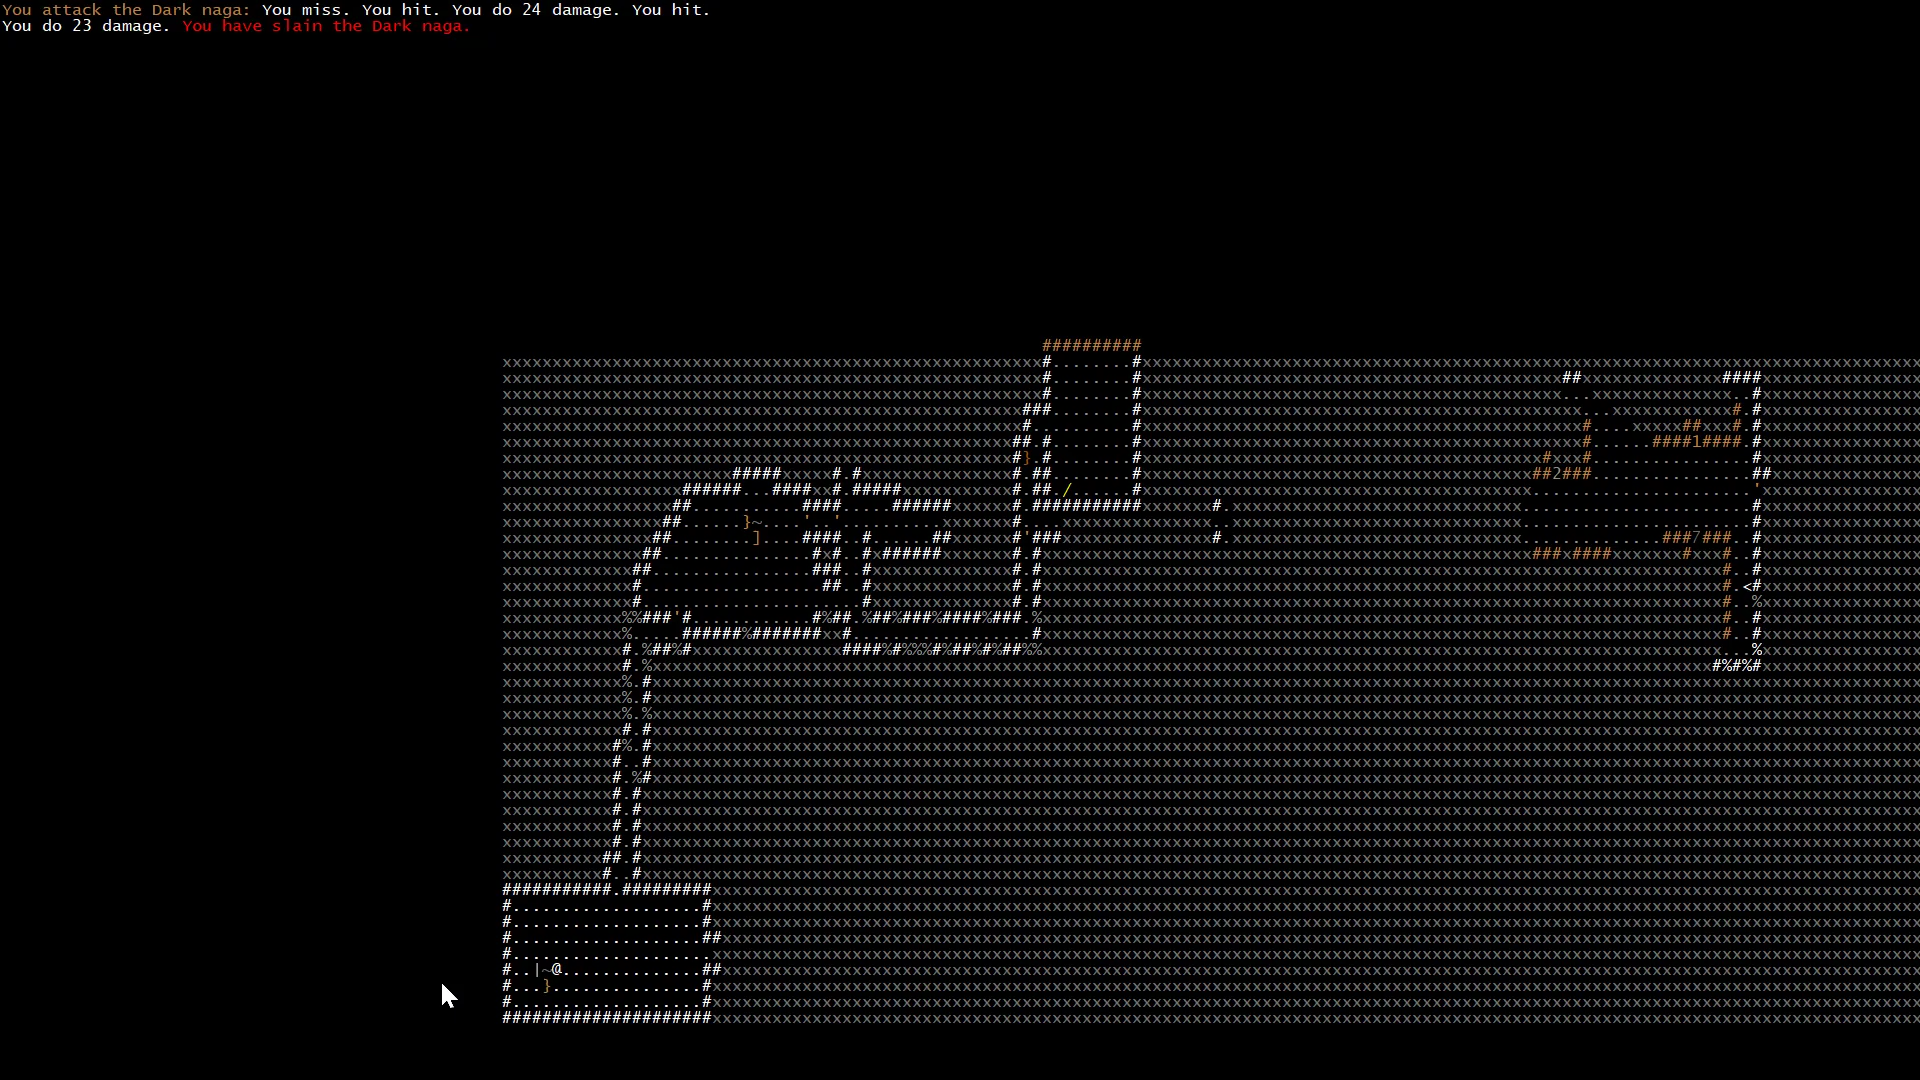 You attack the Dark naga: You miss. You hit. You do 24 damage. You hit.
You do 23 damage. You have slain the Dark naga.